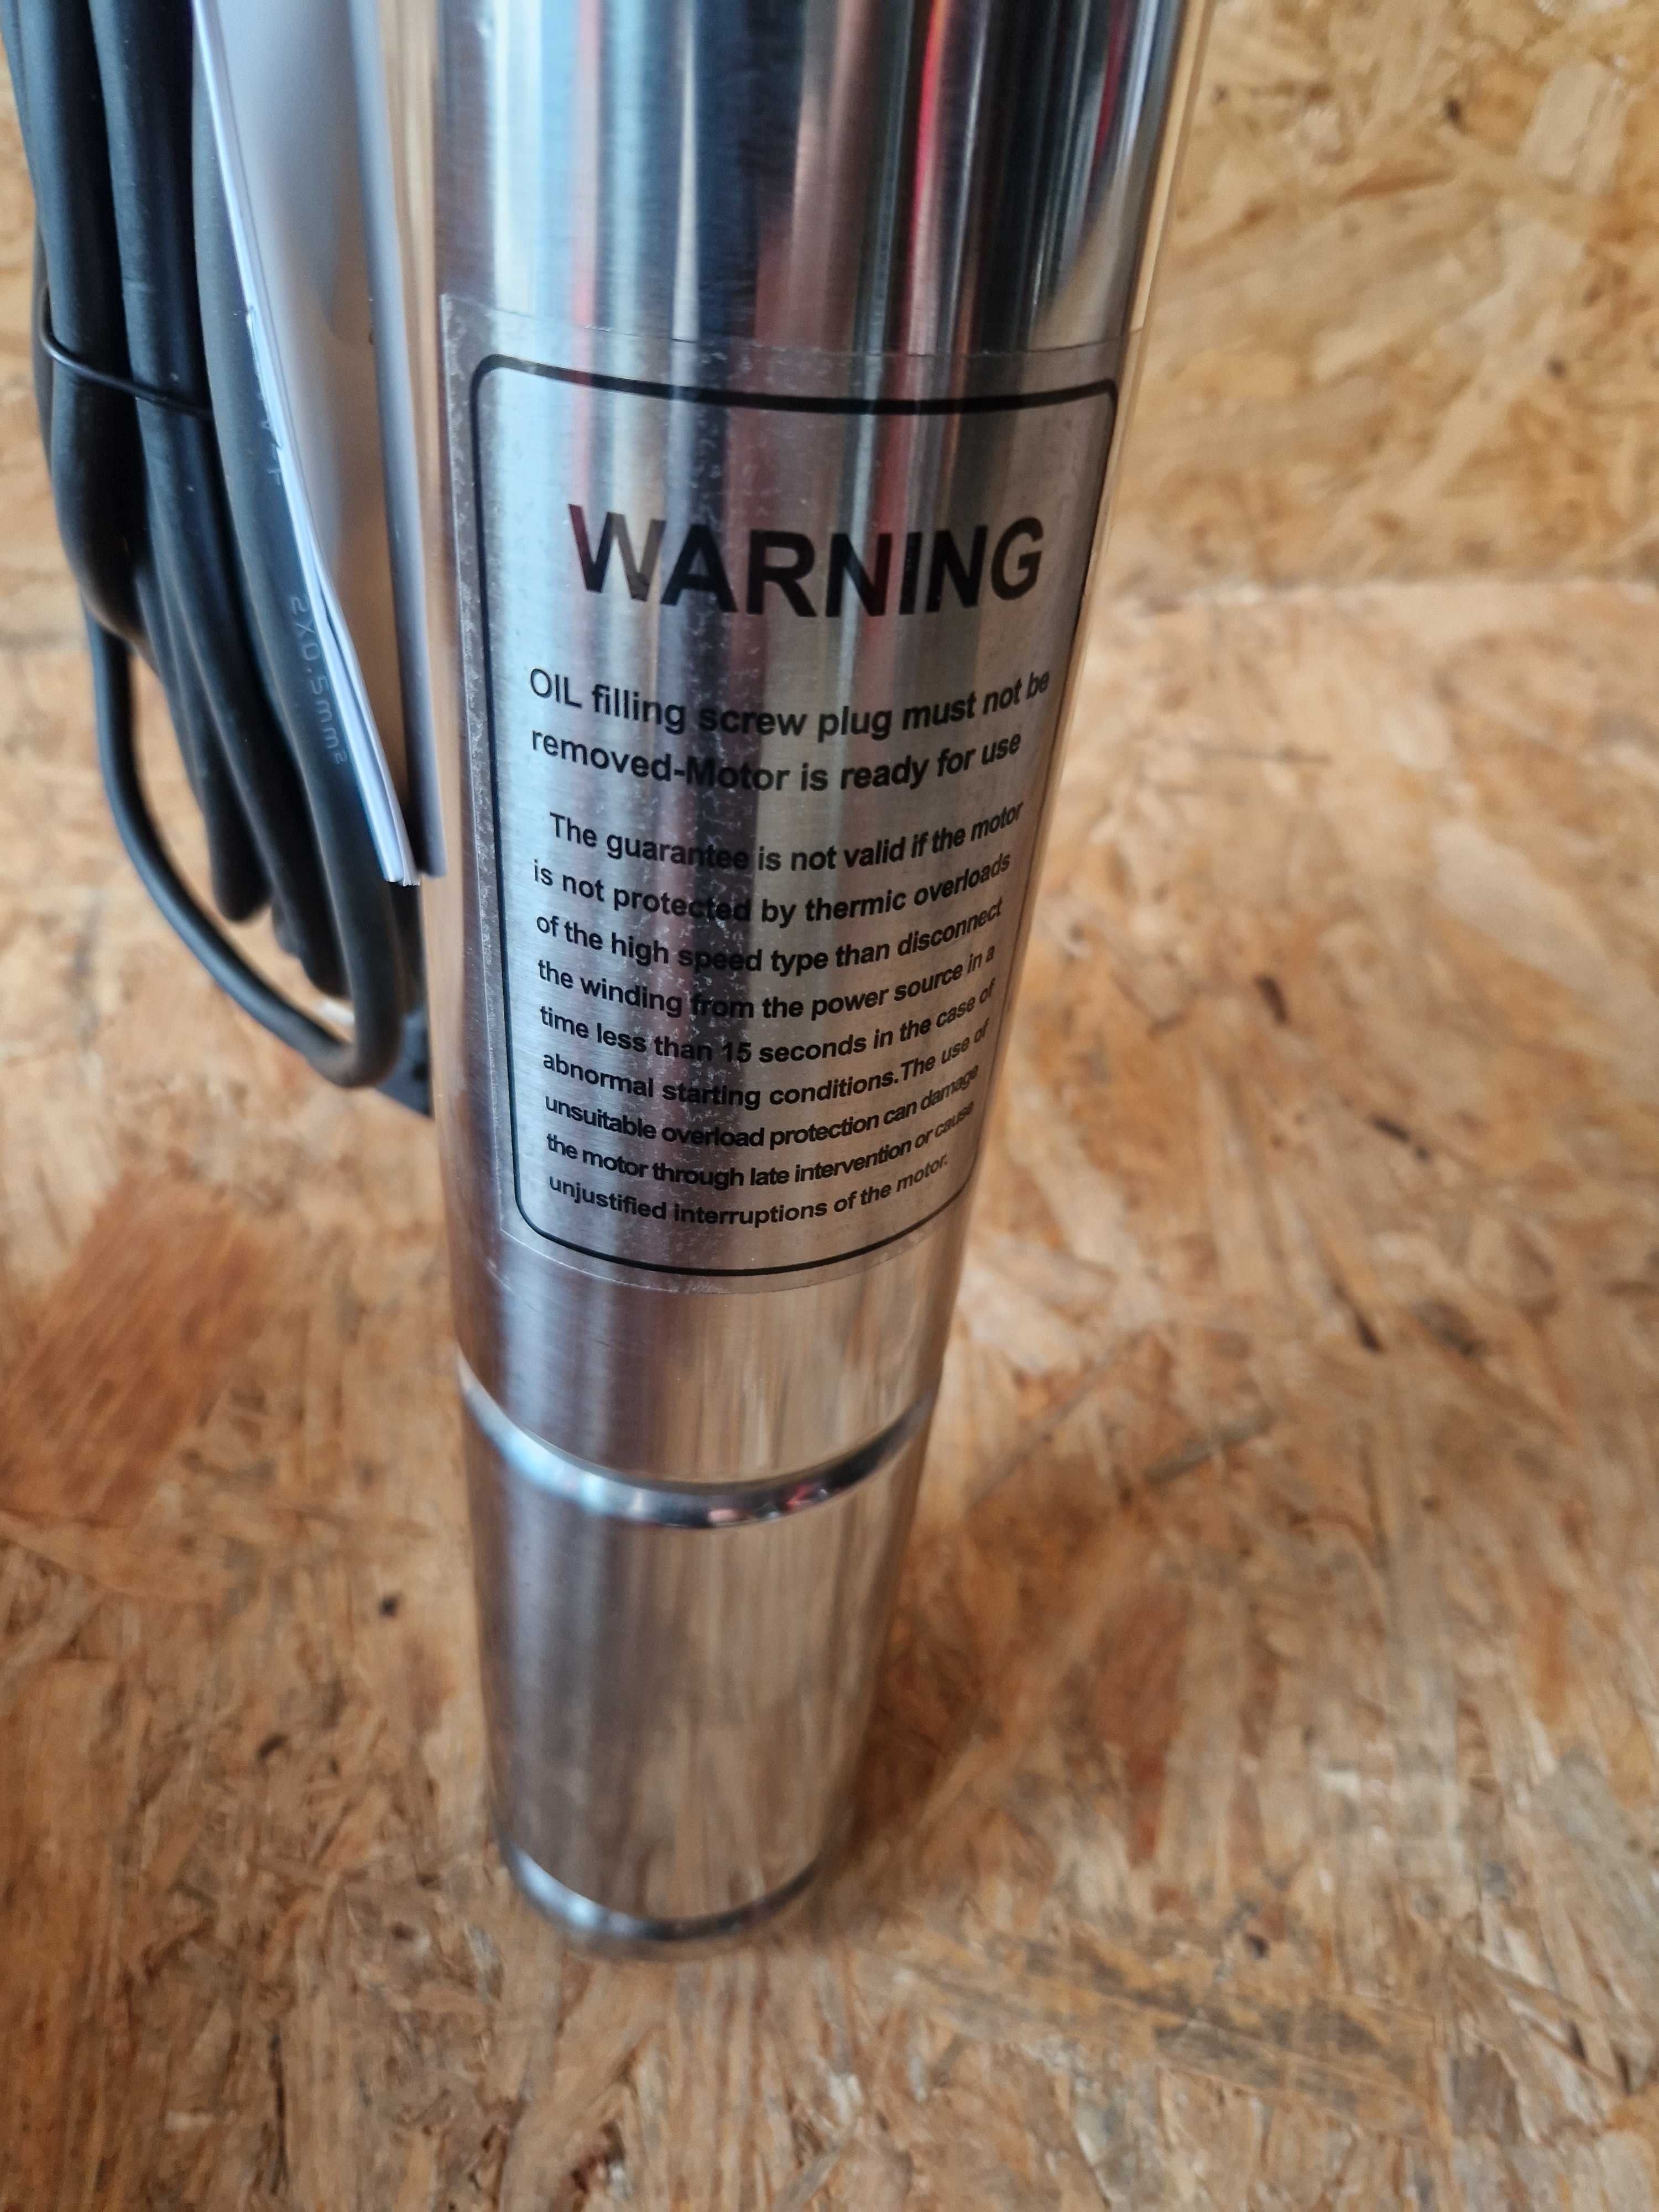 WARNING
OIL filling screw plug must not be
removed-Motor is ready for use
The guarantee is not valid if the motor
is not protected by thermic overloads
of the high speed type than disconnect
the winding from the power source in a
time less than 15 seconds in the case of
abnormal starting conditions.The use of
unsuitable overload protection can damage
the motor through late intervention or cause
unjustified interruptions of the motor.
2X0.5mm²